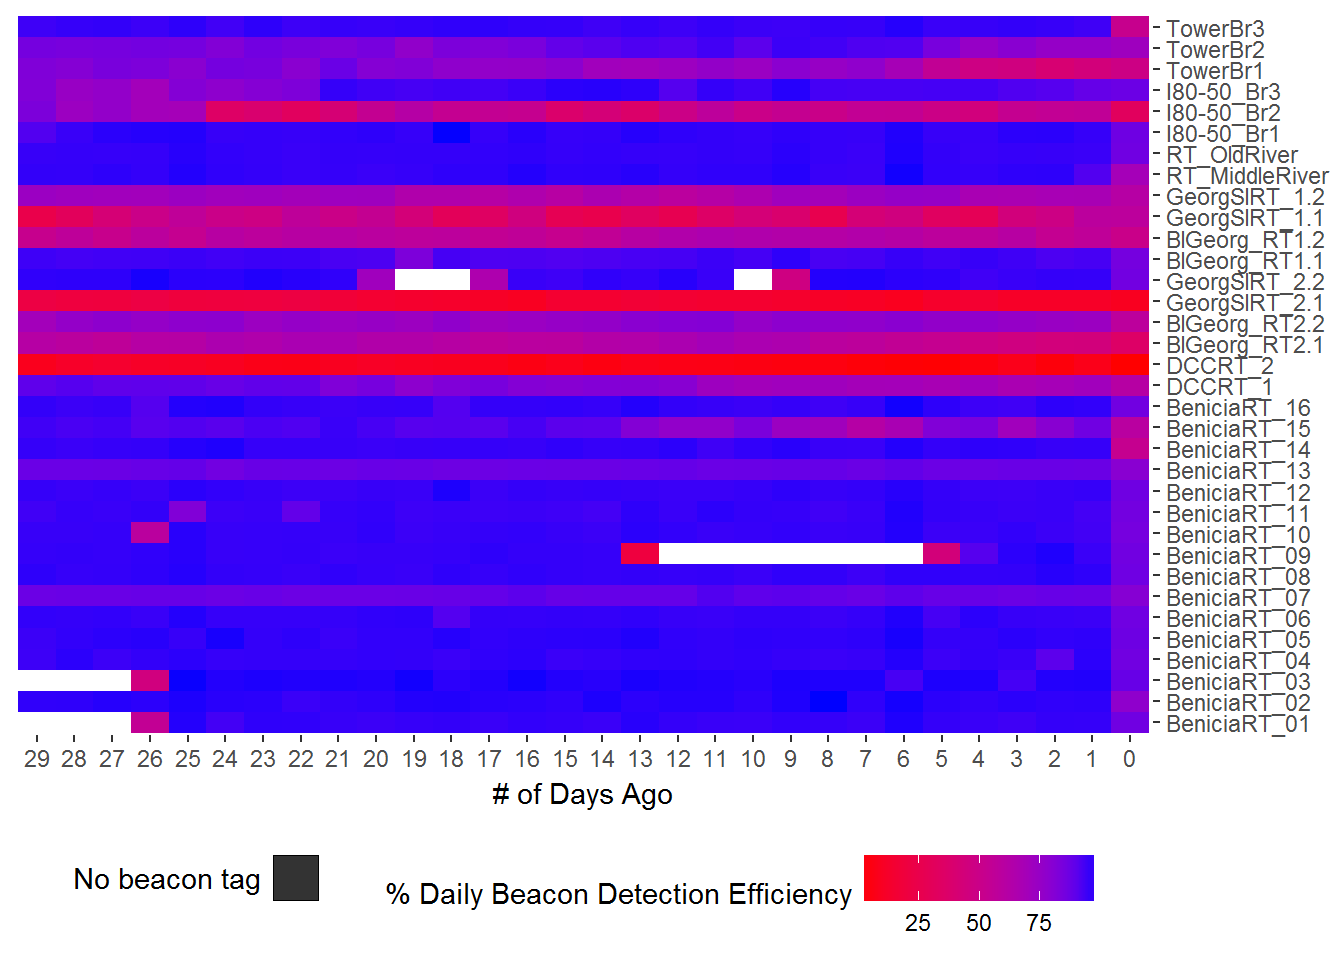 TowerBr3
TowerBr2
TowerBr1
I80-50_Br3
I80-50_Br2
I80-50_Br1
RT_OldRiver
RT_MiddleRiver
GeorgSlRT_1.2
GeorgSlRT_1.1
BlGeorg_RT1.2
BlGeorg_RT1.1
GeorgSlRT_2.2
GeorgSlRT_2.1
BlGeorg_RT2.2
BlGeorg_RT2.1
DCCRT_2
DCCRT_1
BeniciaRT_16
BeniciaRT_15
BeniciaRT_14
BeniciaRT_13
BeniciaRT_12
BeniciaRT_11
BeniciaRT_10
BeniciaRT_09
BeniciaRT_08
BeniciaRT_07
BeniciaRT_06
BeniciaRT_05
BeniciaRT_04
BeniciaRT_03
BeniciaRT_02
BeniciaRT_01
29 28 27 26 25 24 23 22 21 20 19 18 17 16 15 14 13 12 11 10 9 8 7 6 5 4 3 2 1 0
# of Days Ago
No beacon tag
% Daily Beacon Detection Efficiency
25 50 75